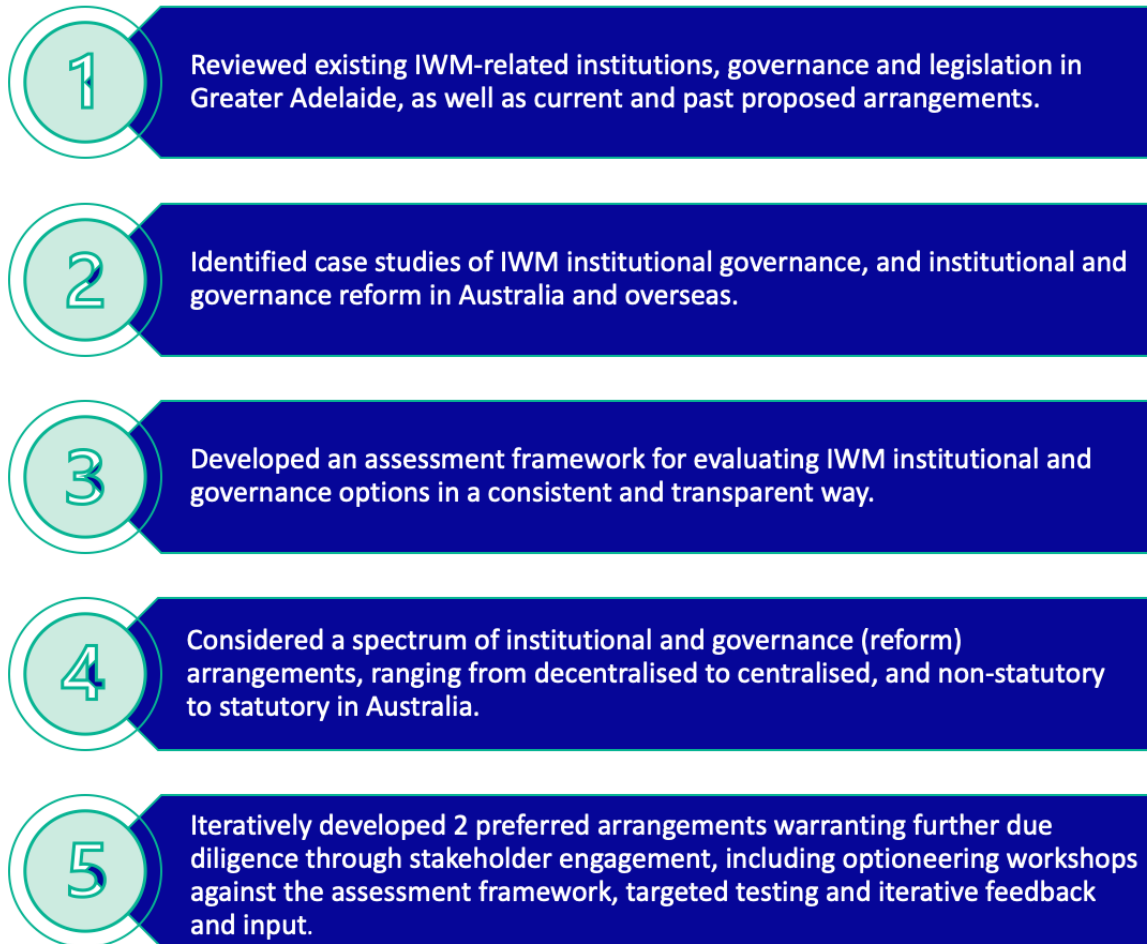 1
Reviewed existing IWM-related institutions, governance and legislation in
Greater Adelaide, as well as current and past proposed arrangements.
2
Identified case studies of IWM institutional governance, and institutional and
governance reform in Australia and overseas.
3
Developed an assessment framework for evaluating IWM institutional and
governance options in a consistent and transparent way.
4
Considered a spectrum of institutional and governance (reform)
arrangements, ranging from decentralised to centralised, and non-statutory
to statutory in Australia.
5
Iteratively developed 2 preferred arrangements warranting further due
diligence through stakeholder engagement, including optioneering workshops
against the assessment framework, targeted testing and iterative feedback
and input.